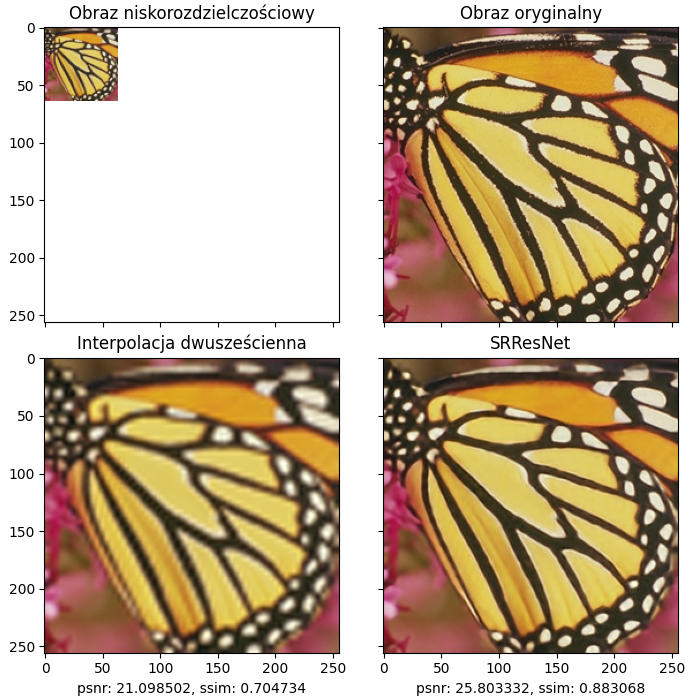 Obraz niskorozdzielczościowy
Obraz oryginalny
0
50
100
150
200
250
Interpolacja dwusześcienna
SRResNet
0
50
100
150
200
250
0 50 100 150 200 250
0 50 100 150 200 250
psnr: 21.098502, ssim: 0.704734
psnr: 25.803332, ssim: 0.883068